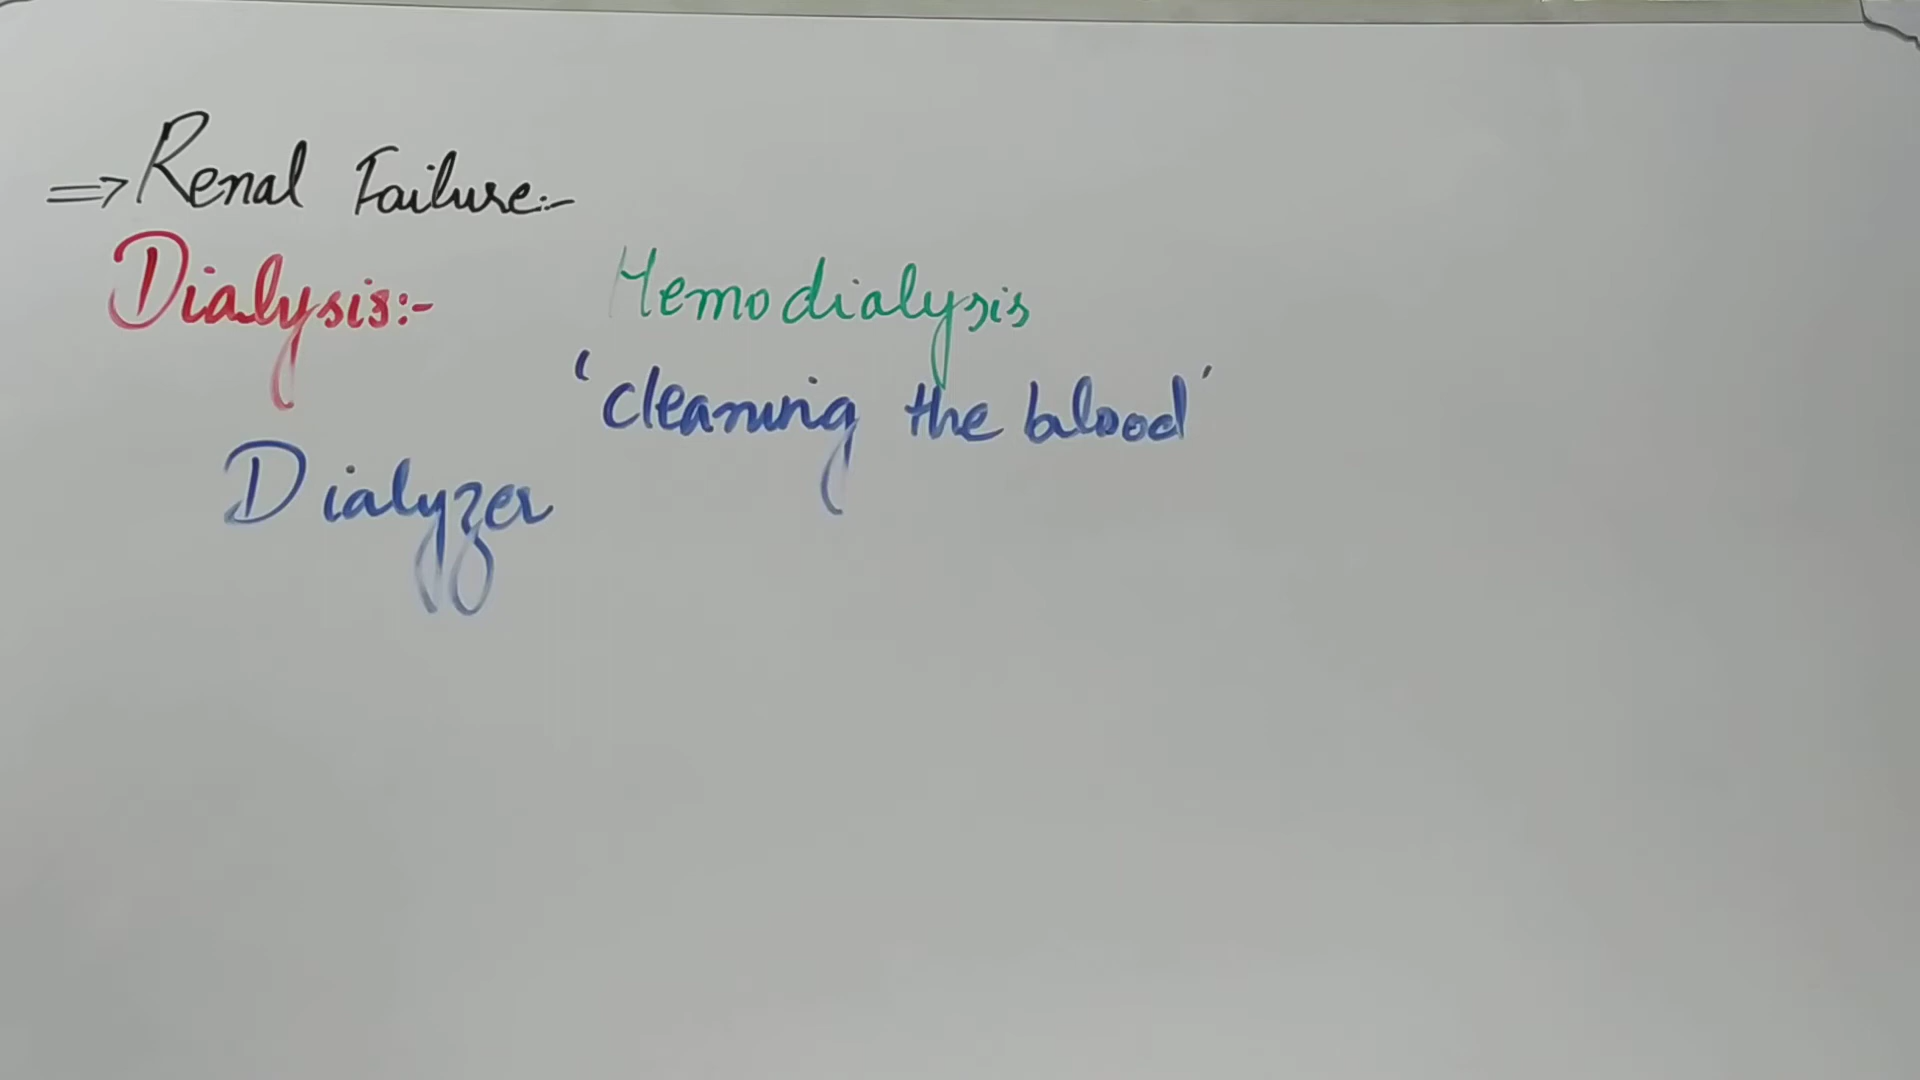 ⇒ Renal Failure:-
Dialysis:- Hemodialysis
'cleaning the blood'
Dialyzer